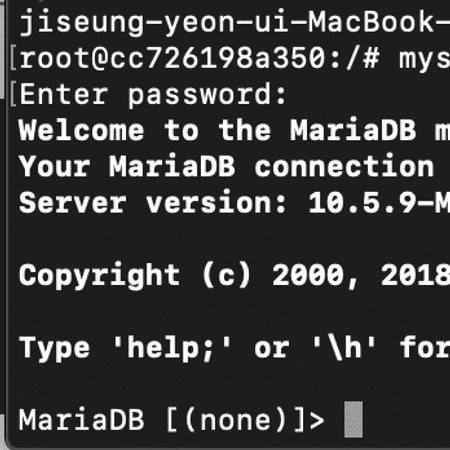 jiseung-yeon-ui-MacBook-
[root@cc726198a350:/# mys
[Enter password:
Welcome to the MariaDB m
Your MariaDB connection
Server version: 10.5.9-M
Copyright (c) 2000, 2018
Type 'help;' or '\h' for
MariaDB [(none)]>